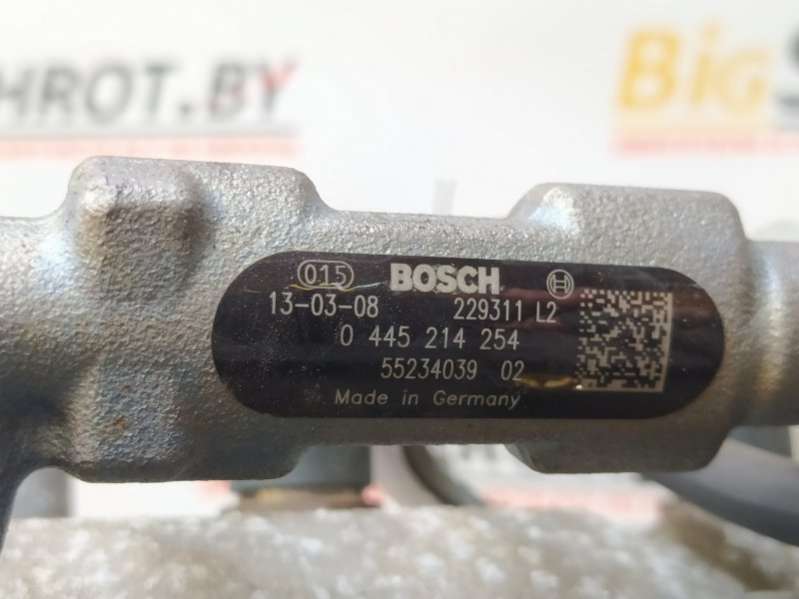 HROT.BY
Big
015 BOSCH
13-03-08 229311 L2
0 445 214 254
55234039 02
Made in Germany